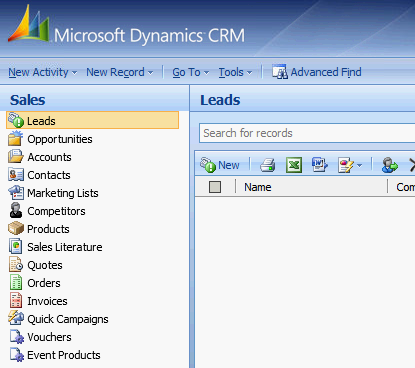 Microsoft Dynamics CRM
New Activity New Record Go To Tools Advanced Find
Sales
Leads
Opportunities
Accounts
Contacts
Marketing Lists
Competitors
Products
Sales Literature
Quotes
Orders
Invoices
Quick Campaigns
Vouchers
Event Products
Leads
Search for records
New
Name Com